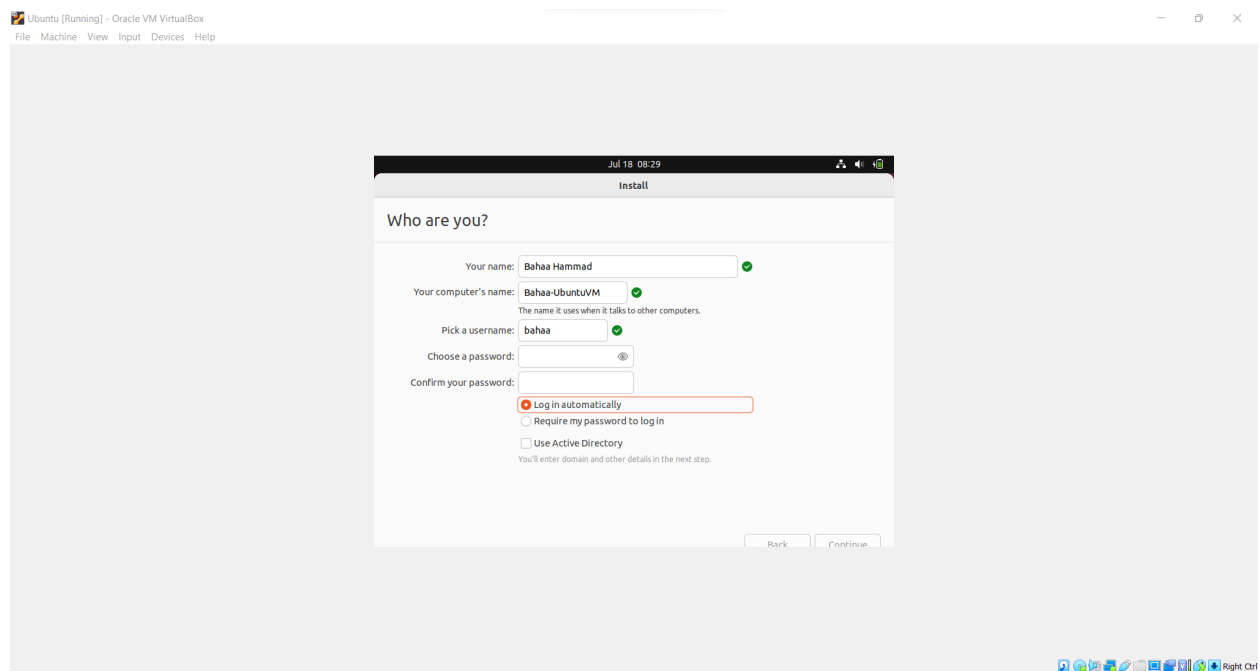 Ubuntu [Running] - Oracle VM VirtualBox
File Machine View Input Devices Help
Jul 18 08:29
Install
Who are you?
Your name: Bahaa Hammad
Your computer's name: Bahaa-UbuntuVM
The name it uses when it talks to other computers.
Pick a username: bahaa
Choose a password:
Confirm your password:
Log in automatically
Require my password to log in
Use Active Directory
You'll enter domain and other details in the next step.
Back Continue
Right Ctrl